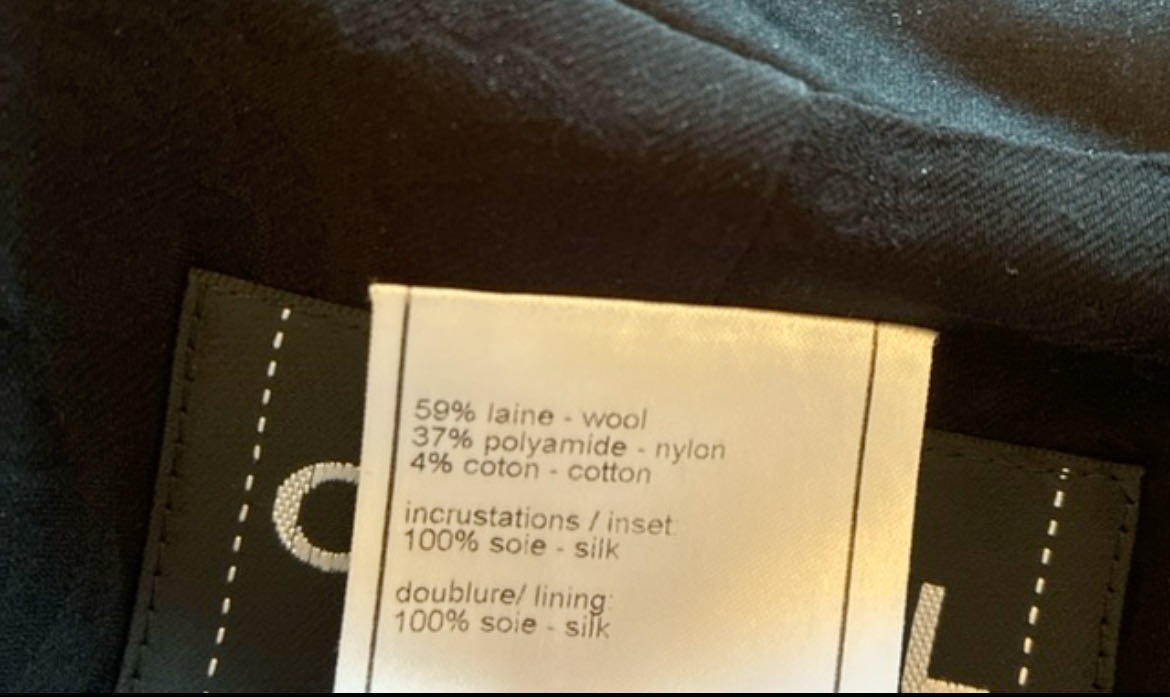 59% laine - wool
37% polyamide - nylon
4% coton - cotton
incrustations / inset:
100% soie - silk
doublure/ lining:
100% soie - silk
C
L